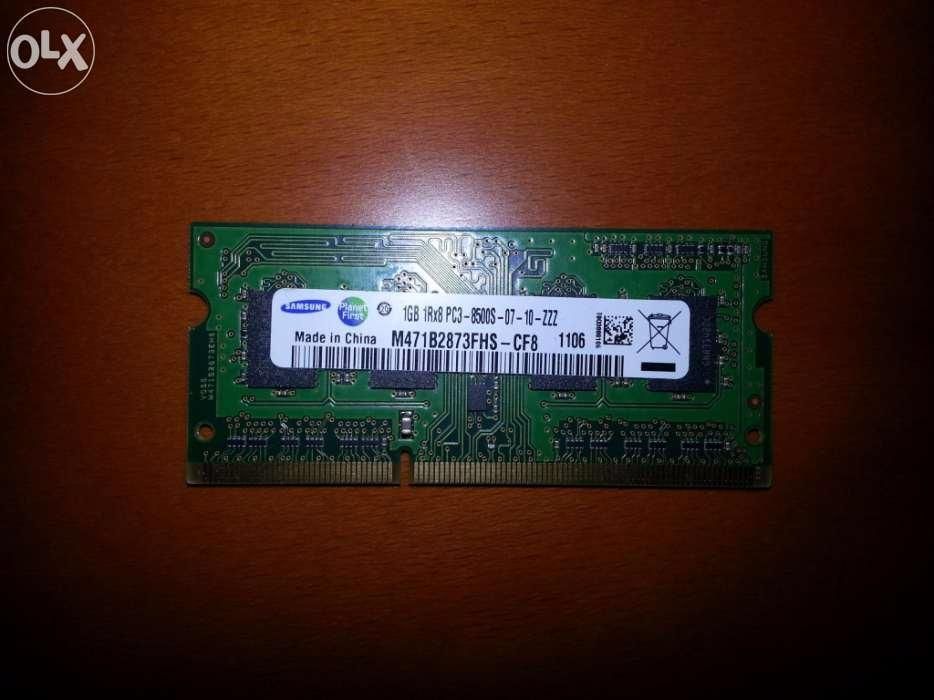 OLX
SAMSUNG
Planet
First
1GB 1Rx8 PC3-8500S-07-10-ZZZ
Made in China
M471B2873FHS-CF8
1106